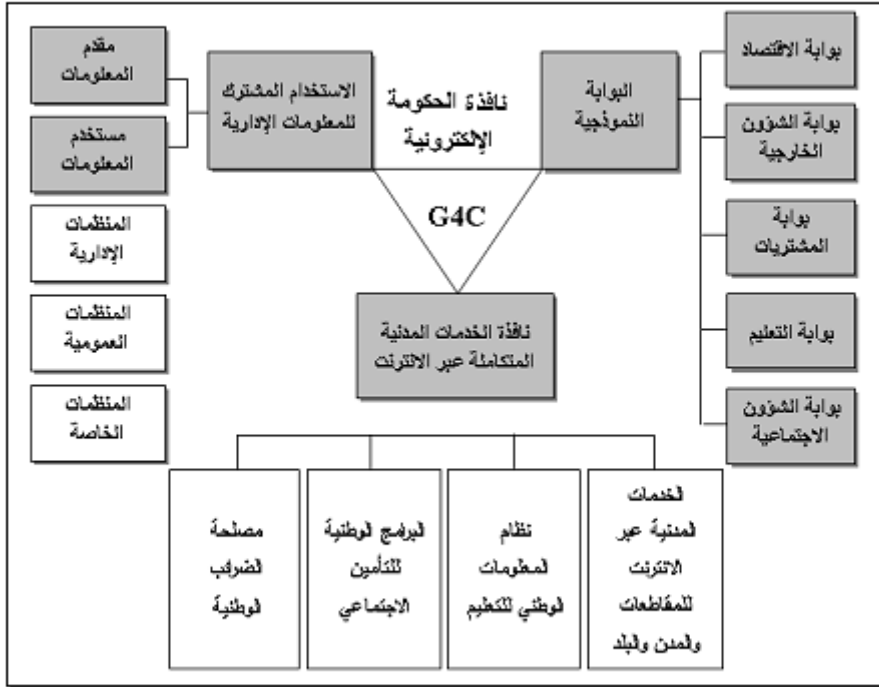 بوابة الاقتصاد
بوابة الشؤون
الخارجية
بوابة
المشتريات
بوابة التعليم
بوابة الشؤون
الاجتماعية
البوابة
النموذجية
نافذة الحكومة
الإلكترونية
G4C
الاستخدام المشترك
للمعلومات الإدارية
مقدم
المعلومات
مستخدم
المعلومات
المنظمات
الإدارية
المنظمات
العمومية
المنظمات
الخاصة
نافذة الخدمات المدنية
المتكاملة عبر الانترنت
الخدمات
المدنية عبر
الانترنت
للمقاطعات
والمدن والبلد
نظام
المعلومات
الوطني للتعليم
البرامج الوطنية
للتأمين
الاجتماعي
مصلحة
الضرائب
الوطنية